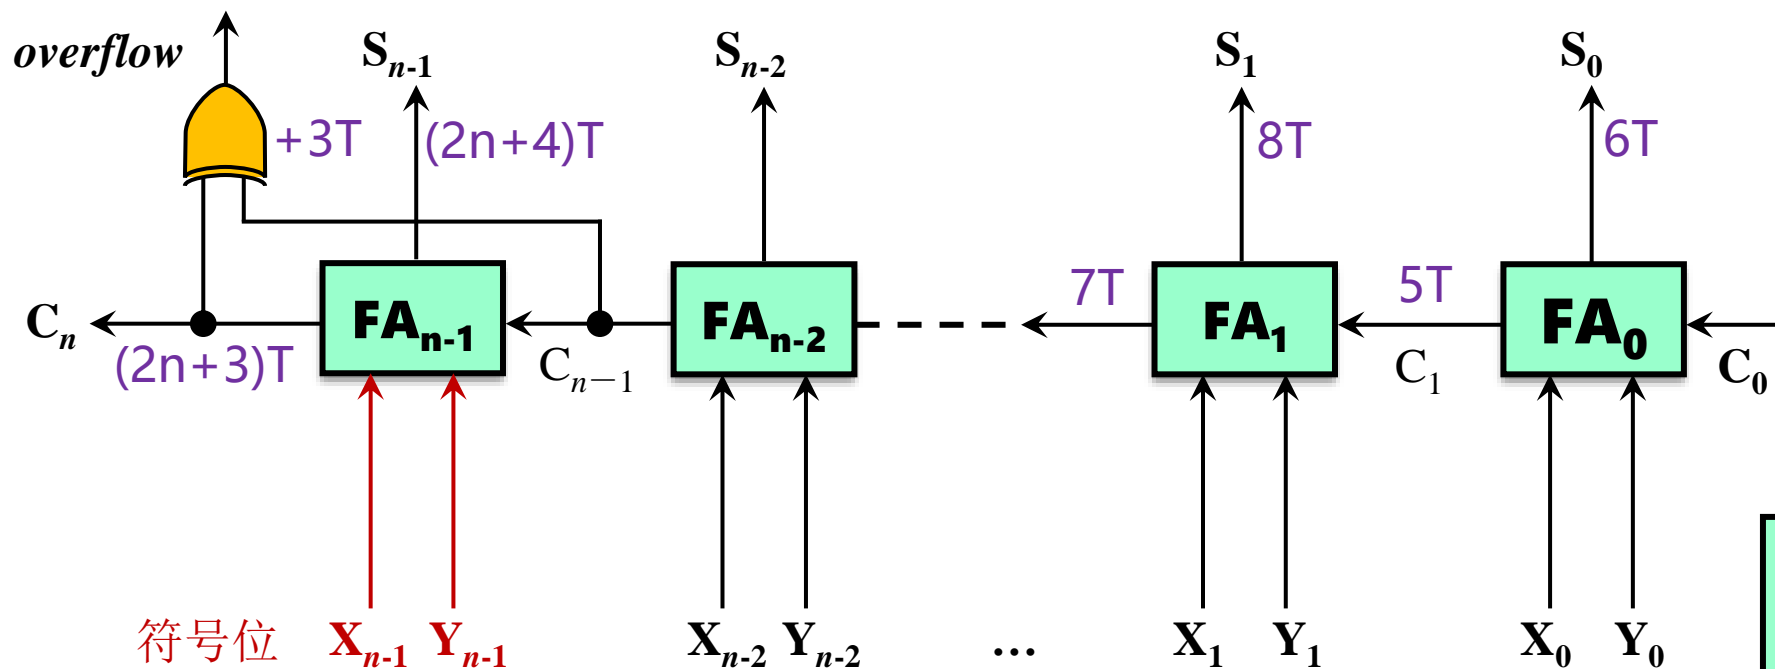 overflow
S_{n-1}
S_{n-2}
S_1
S_0
+3T
(2n+4)T
8T
6T
C_n
(2n+3)T
FA_{n-1}
C_{n−1}
FA_{n-2}
7T
FA_1
5T
C_1
FA_0
C_0
符号位 X_{n-1} Y_{n-1} X_{n-2} Y_{n-2} ... X_1 Y_1 X_0 Y_0